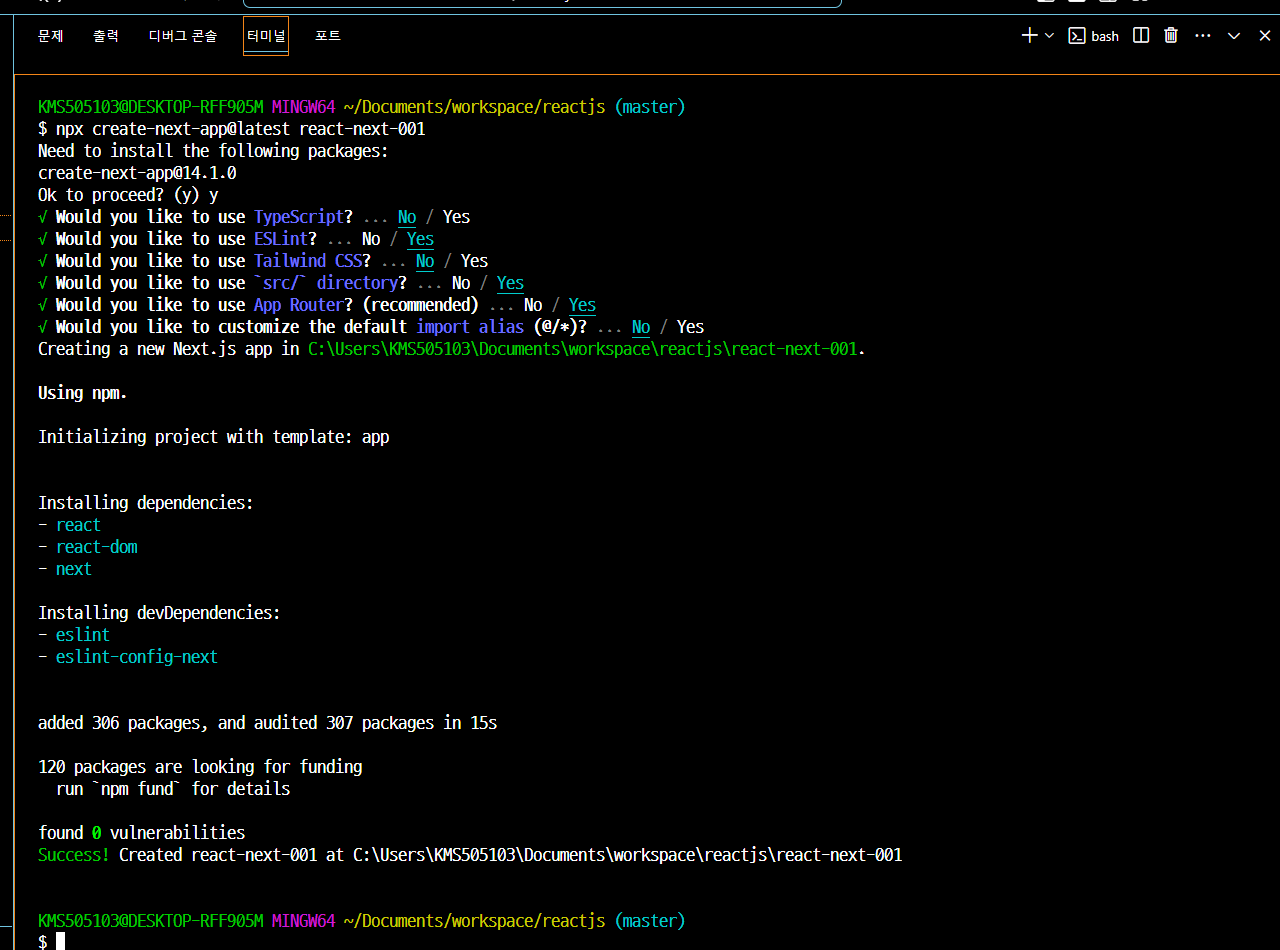 문제 출력 디버그 콘솔 터미널 포트 bash
KMS505103@DESKTOP-RFF905M MINGW64 ~/Documents/workspace/reactjs (master)
$ npx create-next-app@latest react-next-001
Need to install the following packages:
create-next-app@14.1.0
Ok to proceed? (y) y
√ Would you like to use TypeScript? ... No / Yes
√ Would you like to use ESLint? ... No / Yes
√ Would you like to use Tailwind CSS? ... No / Yes
√ Would you like to use `src/` directory? ... No / Yes
√ Would you like to use App Router? (recommended) ... No / Yes
√ Would you like to customize the default import alias (@/*)? ... No / Yes
Creating a new Next.js app in C:\Users\KMS505103\Documents\workspace\reactjs\react-next-001.
Using npm.
Initializing project with template: app
Installing dependencies:
- react
- react-dom
- next
Installing devDependencies:
- eslint
- eslint-config-next
added 306 packages, and audited 307 packages in 15s
120 packages are looking for funding
run `npm fund` for details
found 0 vulnerabilities
Success! Created react-next-001 at C:\Users\KMS505103\Documents\workspace\reactjs\react-next-001
KMS505103@DESKTOP-RFF905M MINGW64 ~/Documents/workspace/reactjs (master)
$